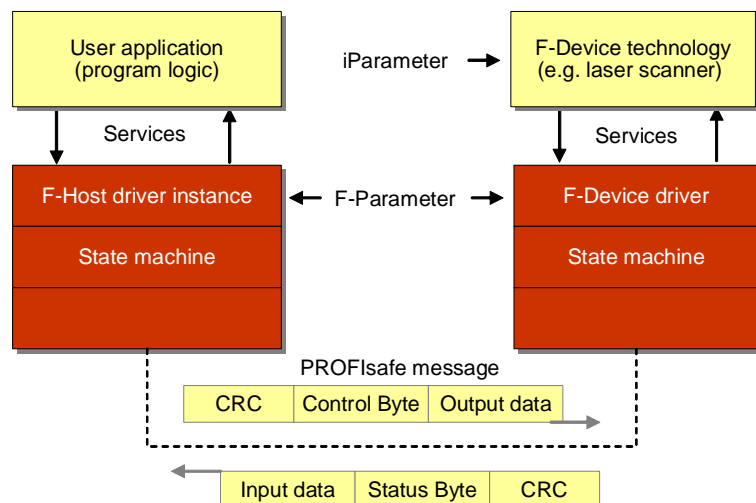 User application
(program logic)
iParameter
F-Device technology
(e.g. laser scanner)
Services
Services
F-Host driver instance
F-Parameter
F-Device driver
State machine
State machine
PROFIsafe message
CRC
Control Byte
Output data
Input data
Status Byte
CRC